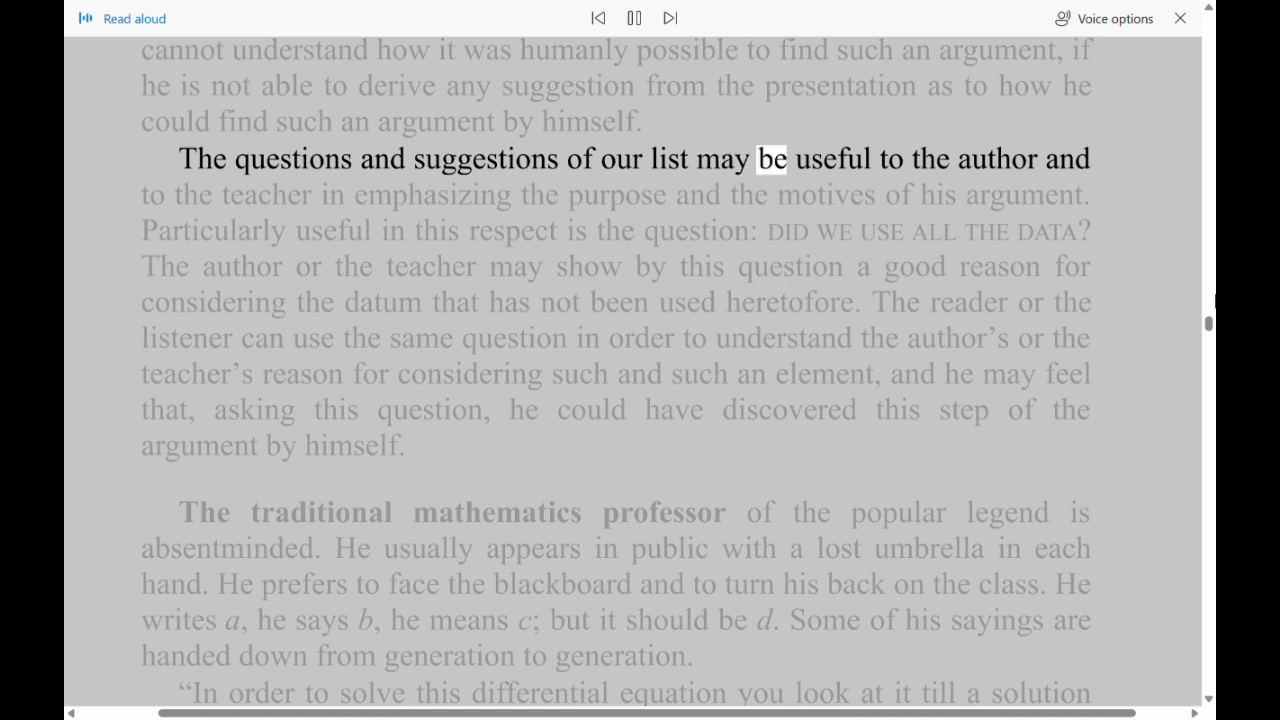 Read aloud
Voice options
cannot understand how it was humanly possible to find such an argument, if
he is not able to derive any suggestion from the presentation as to how he
could find such an argument by himself.
The questions and suggestions of our list may be useful to the author and
to the teacher in emphasizing the purpose and the motives of his argument.
Particularly useful in this respect is the question: DID WE USE ALL THE DATA?
The author or the teacher may show by this question a good reason for
considering the datum that has not been used heretofore. The reader or the
listener can use the same question in order to understand the author’s or the
teacher’s reason for considering such and such an element, and he may feel
that, asking this question, he could have discovered this step of the
argument by himself.
The traditional mathematics professor of the popular legend is
absentminded. He usually appears in public with a lost umbrella in each
hand. He prefers to face the blackboard and to turn his back on the class. He
writes a, he says b, he means c; but it should be d. Some of his sayings are
handed down from generation to generation.
“In order to solve this differential equation you look at it till a solution